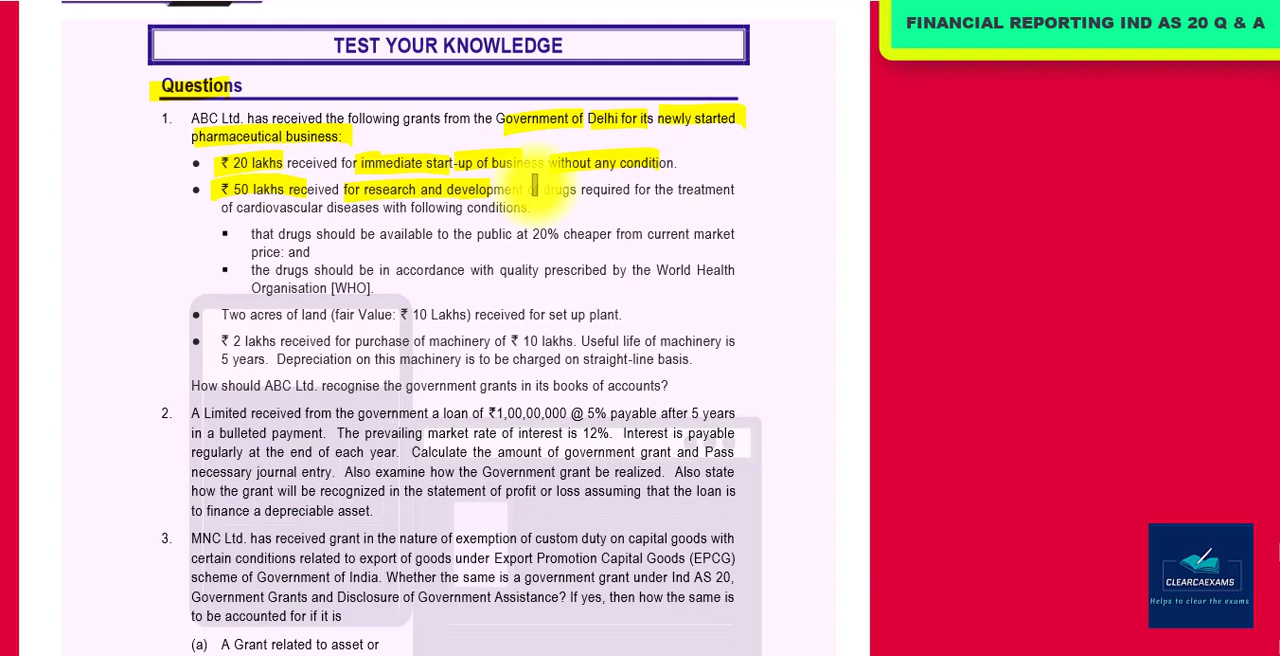 FINANCIAL REPORTING IND AS 20 Q & A
TEST YOUR KNOWLEDGE
Questions
1. ABC Ltd. has received the following grants from the Government of Delhi for its newly started
pharmaceutical business:
● ₹ 20 lakhs received for immediate start-up of business without any condition.
● ₹ 50 lakhs received for research and development of drugs required for the treatment
of cardiovascular diseases with following conditions:
▪ that drugs should be available to the public at 20% cheaper from current market
price: and
▪ the drugs should be in accordance with quality prescribed by the World Health
Organisation [WHO].
● Two acres of land (fair Value: ₹ 10 Lakhs) received for set up plant.
● ₹ 2 lakhs received for purchase of machinery of ₹ 10 lakhs. Useful life of machinery is
5 years. Depreciation on this machinery is to be charged on straight-line basis.
How should ABC Ltd. recognise the government grants in its books of accounts?
2. A Limited received from the government a loan of ₹1,00,00,000 @ 5% payable after 5 years
in a bulleted payment. The prevailing market rate of interest is 12%. Interest is payable
regularly at the end of each year. Calculate the amount of government grant and Pass
necessary journal entry. Also examine how the Government grant be realized. Also state
how the grant will be recognized in the statement of profit or loss assuming that the loan is
to finance a depreciable asset.
3. MNC Ltd. has received grant in the nature of exemption of custom duty on capital goods with
certain conditions related to export of goods under Export Promotion Capital Goods (EPCG)
scheme of Government of India. Whether the same is a government grant under Ind AS 20,
Government Grants and Disclosure of Government Assistance? If yes, then how the same is
to be accounted for if it is
(a) A Grant related to asset or
CLEARCAEXAMS
Helps to clear the exams